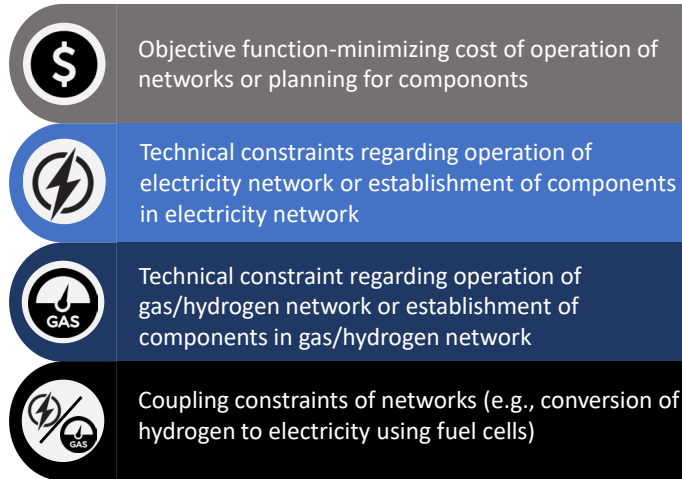 $
Objective function-minimizing cost of operation of
networks or planning for compononts
Technical constraints regarding operation of
electricity network or establishment of components
in electricity network
GAS
Technical constraint regarding operation of
gas/hydrogen network or establishment of
components in gas/hydrogen network
GAS
Coupling constraints of networks (e.g., conversion of
hydrogen to electricity using fuel cells)